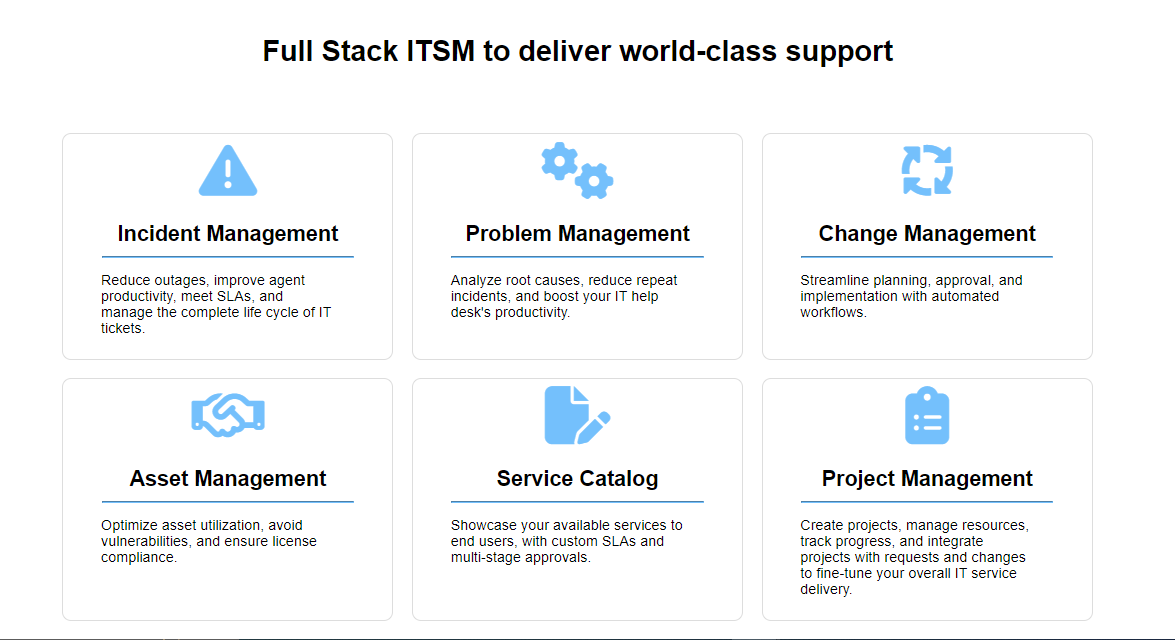 Full Stack ITSM to deliver world-class support
Incident Management
Reduce outages, improve agent
productivity, meet SLAs, and
manage the complete life cycle of IT
tickets.
Problem Management
Analyze root causes, reduce repeat
incidents, and boost your IT help
desk's productivity.
Change Management
Streamline planning, approval, and
implementation with automated
workflows.
Asset Management
Optimize asset utilization, avoid
vulnerabilities, and ensure license
compliance.
Service Catalog
Showcase your available services to
end users, with custom SLAs and
multi-stage approvals.
Project Management
Create projects, manage resources,
track progress, and integrate
projects with requests and changes
to fine-tune your overall IT service
delivery.